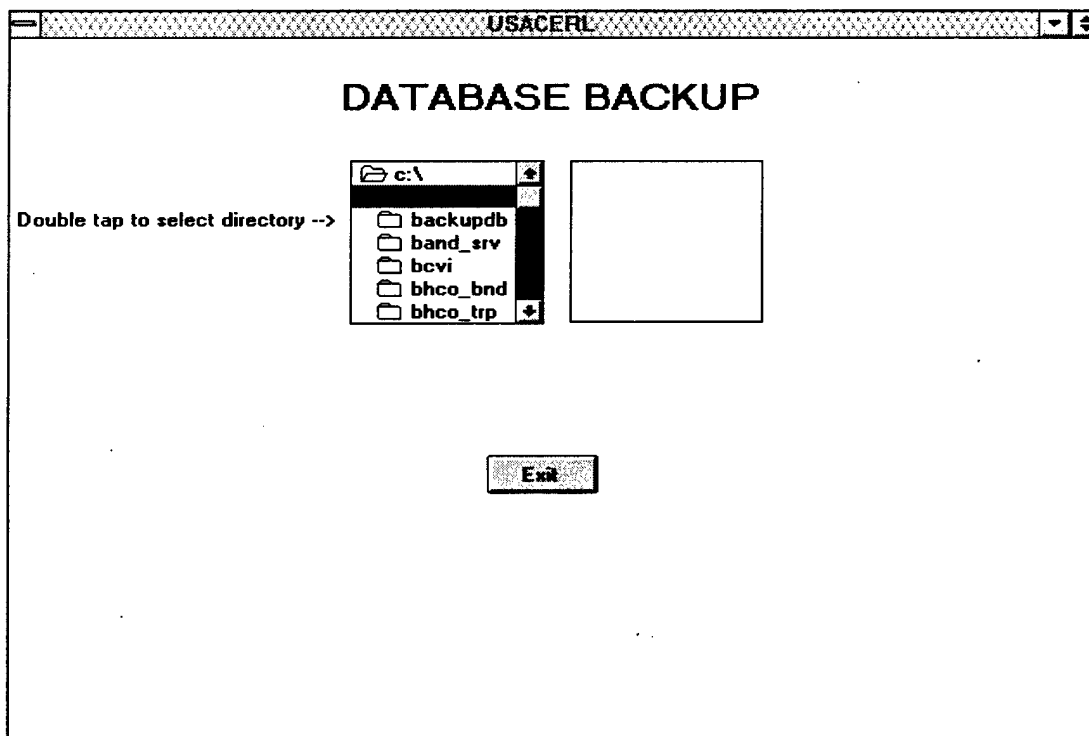 USACERL
DATABASE BACKUP
c:\
Double tap to select directory -->
backupdb
band_srv
bcvi
bhco_bnd
bhco_trp
Exit